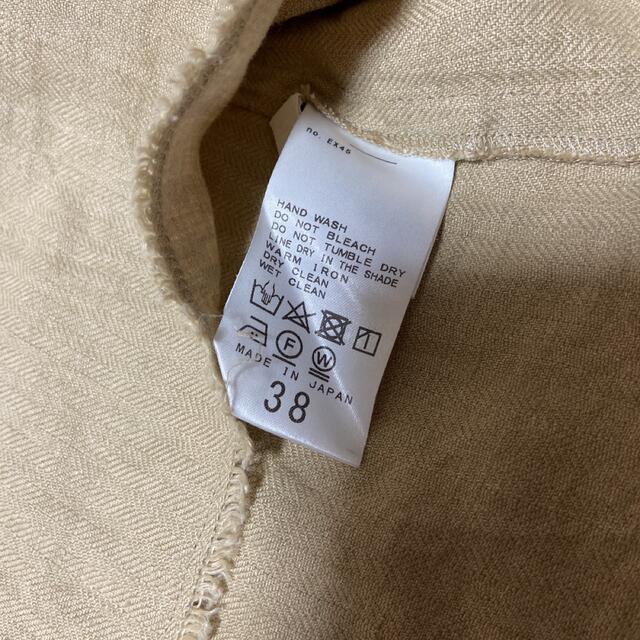 no. EX46
HAND WASH
DO NOT BLEACH
DO NOT TUMBLE DRY
LINE DRY IN THE SHADE
WARM IRON
DRY CLEAN
WET CLEAN
F W
MADE IN JAPAN
38